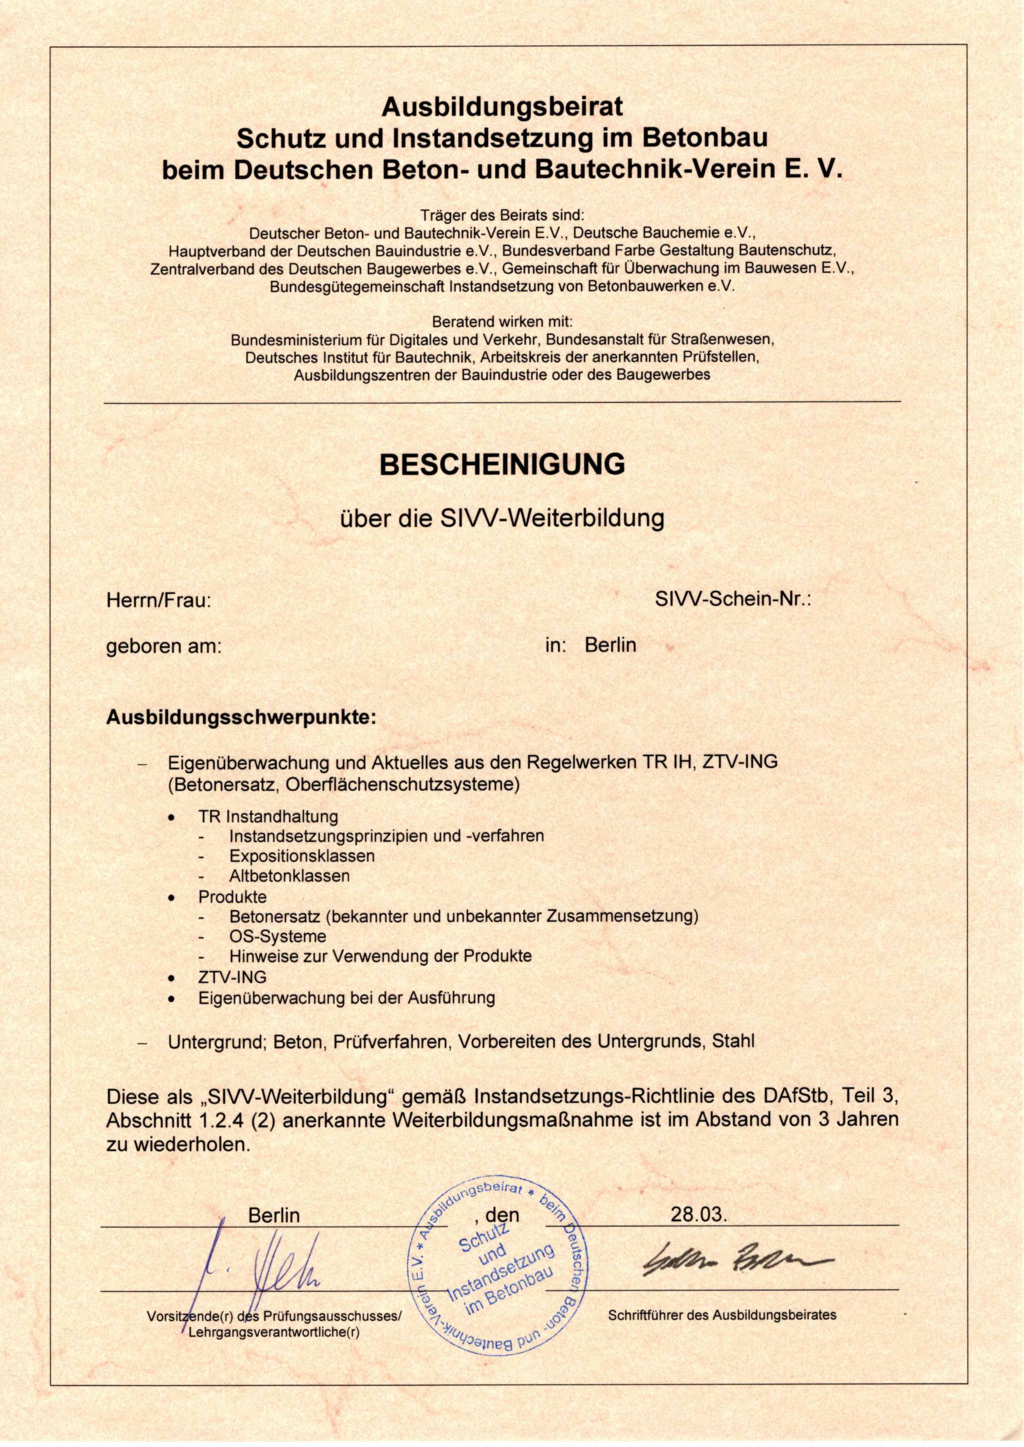 Ausbildungsbeirat
Schutz und Instandsetzung im Betonbau
beim Deutschen Beton- und Bautechnik-Verein E. V.
Träger des Beirats sind:
Deutscher Beton- und Bautechnik-Verein E.V., Deutsche Bauchemie e.V.,
Hauptverband der Deutschen Bauindustrie e.V., Bundesverband Farbe Gestaltung Bautenschutz,
Zentralverband des Deutschen Baugewerbes e.V., Gemeinschaft für Überwachung im Bauwesen E.V.,
Bundesgütegemeinschaft Instandsetzung von Betonbauwerken e.V.
Beratend wirken mit:
Bundesministerium für Digitales und Verkehr, Bundesanstalt für Straßenwesen,
Deutsches Institut für Bautechnik, Arbeitskreis der anerkannten Prüfstellen,
Ausbildungszentren der Bauindustrie oder des Baugewerbes
BESCHEINIGUNG
über die SIVV-Weiterbildung
Herrn/Frau: SIVV-Schein-Nr.:
geboren am: in: Berlin
Ausbildungsschwerpunkte:
– Eigenüberwachung und Aktuelles aus den Regelwerken TR IH, ZTV-ING
(Betonersatz, Oberflächenschutzsysteme)
• TR Instandhaltung
- Instandsetzungsprinzipien und -verfahren
- Expositionsklassen
- Altbetonklassen
• Produkte
- Betonersatz (bekannter und unbekannter Zusammensetzung)
- OS-Systeme
- Hinweise zur Verwendung der Produkte
• ZTV-ING
• Eigenüberwachung bei der Ausführung
– Untergrund; Beton, Prüfverfahren, Vorbereiten des Untergrunds, Stahl
Diese als „SIVV-Weiterbildung“ gemäß Instandsetzungs-Richtlinie des DAfStb, Teil 3,
Abschnitt 1.2.4 (2) anerkannte Weiterbildungsmaßnahme ist im Abstand von 3 Jahren
zu wiederholen.
Berlin , den 28.03.
* Ausbildungsbeirat * beim Deutschen Beton- und Bautechnik-Verein E.V.
Schutz
und
Instandsetzung
im Betonbau
Vorsitzende(r) des Prüfungsausschusses/ Schriftführer des Ausbildungsbeirates
Lehrgangsverantwortliche(r)